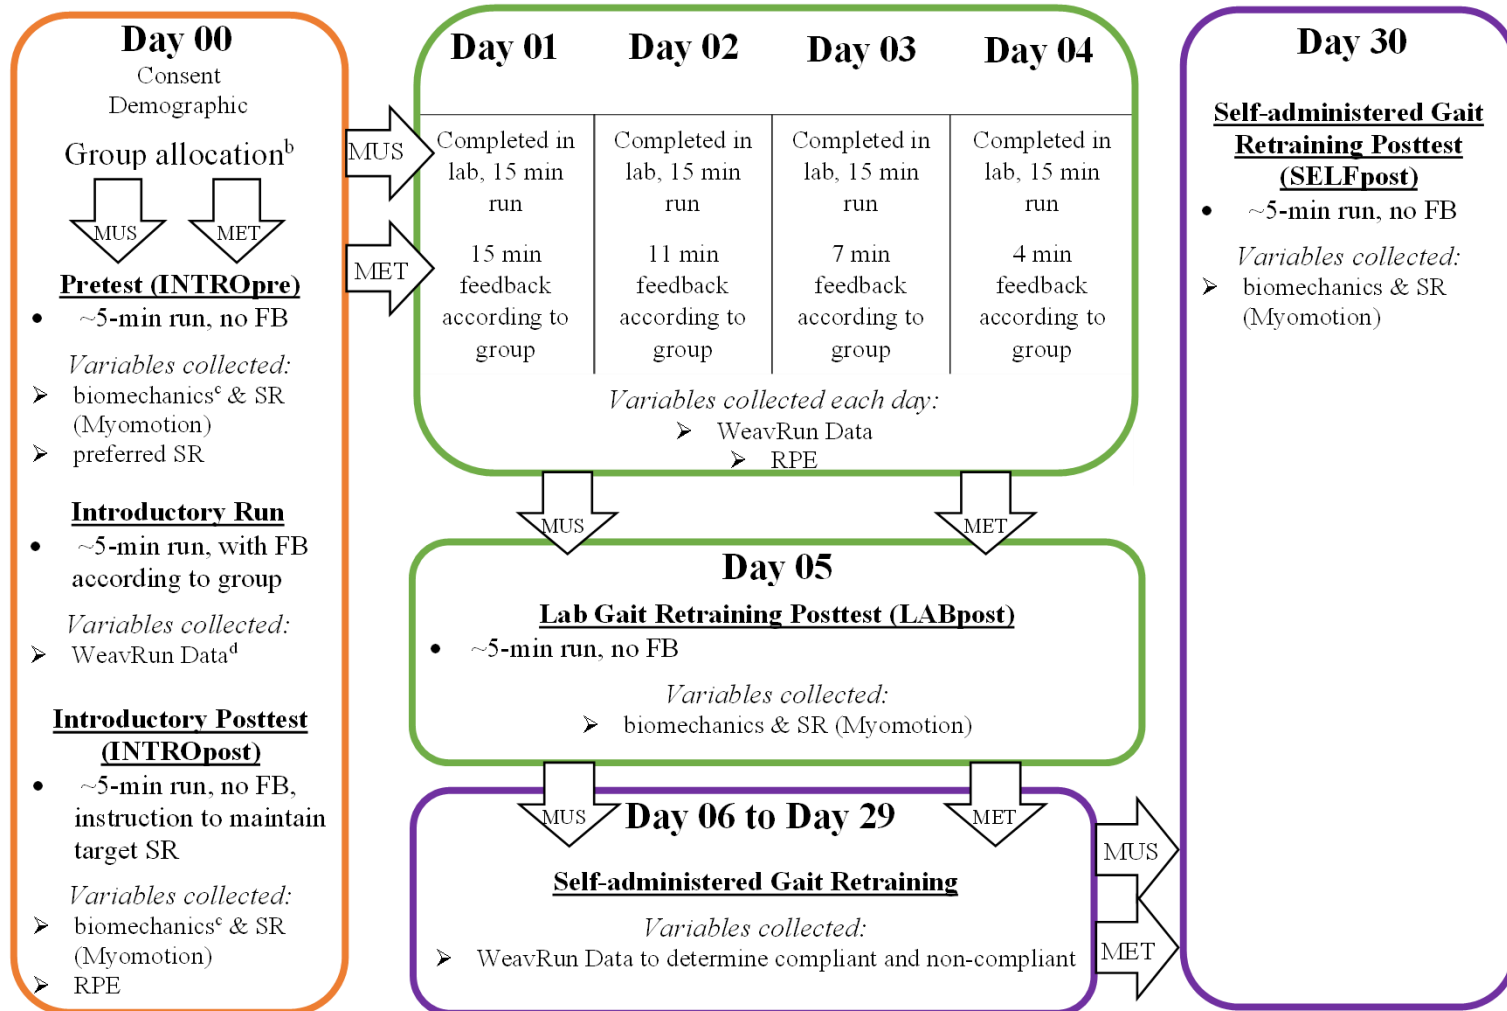 Day 00
Consent
Demographic
Group allocationᵇ
MUS
MET
Pretest (INTROpre)
• ~5-min run, no FB
Variables collected:
➢ biomechanicsᶜ & SR
(Myomotion)
➢ preferred SR
Introductory Run
• ~5-min run, with FB
according to group
Variables collected:
➢ WeavRun Dataᵈ
Introductory Posttest
(INTROpost)
• ~5-min run, no FB,
instruction to maintain
target SR
Variables collected:
➢ biomechanicsᶜ & SR
(Myomotion)
➢ RPE
MUS
MET
Day 01
Completed in
lab, 15 min
run
15 min
feedback
according to
group
Day 02
Completed in
lab, 15 min
run
11 min
feedback
according to
group
Day 03
Completed in
lab, 15 min
run
7 min
feedback
according to
group
Day 04
Completed in
lab, 15 min
run
4 min
feedback
according to
group
Variables collected each day:
➢ WeavRun Data
➢ RPE
MUS
MET
Day 05
Lab Gait Retraining Posttest (LABpost)
• ~5-min run, no FB
Variables collected:
➢ biomechanics & SR (Myomotion)
MUS
MET
Day 06 to Day 29
Self-administered Gait Retraining
Variables collected:
➢ WeavRun Data to determine compliant and non-compliant
MUS
MET
Day 30
Self-administered Gait
Retraining Posttest
(SELFpost)
• ~5-min run, no FB
Variables collected:
➢ biomechanics & SR
(Myomotion)